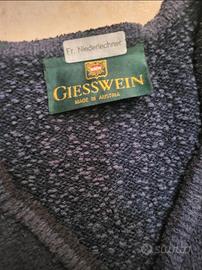 Fr. Niederlechner
GIESSWEIN
MADE IN AUSTRIA
subito